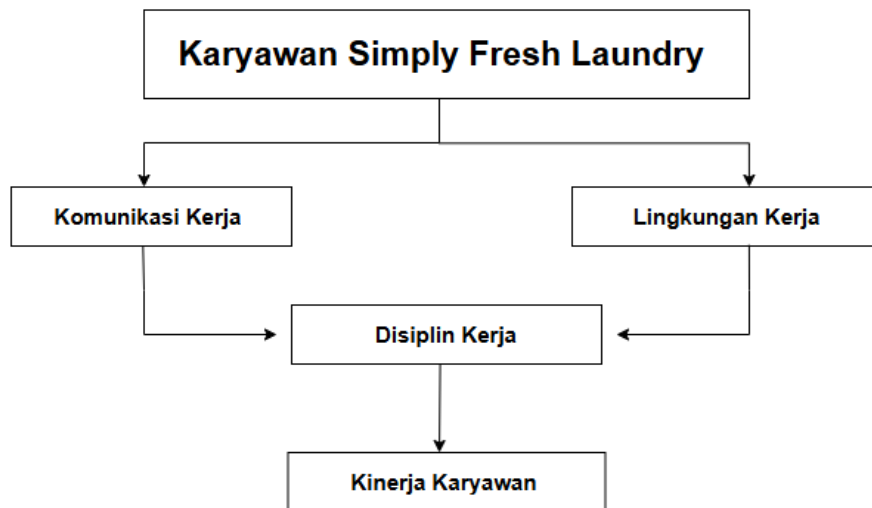 Karyawan Simply Fresh Laundry
Komunikasi Kerja
Lingkungan Kerja
Disiplin Kerja
Kinerja Karyawan